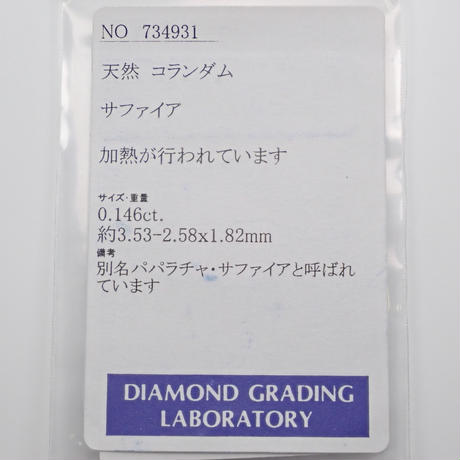 NO 734931
天然 コランダム
サファイア
加熱が行われています
サイズ・重量
0.146ct.
約3.53-2.58x1.82mm
備考
別名パパラチャ・サファイアと呼ばれ
ています
DIAMOND GRADING
LABORATORY